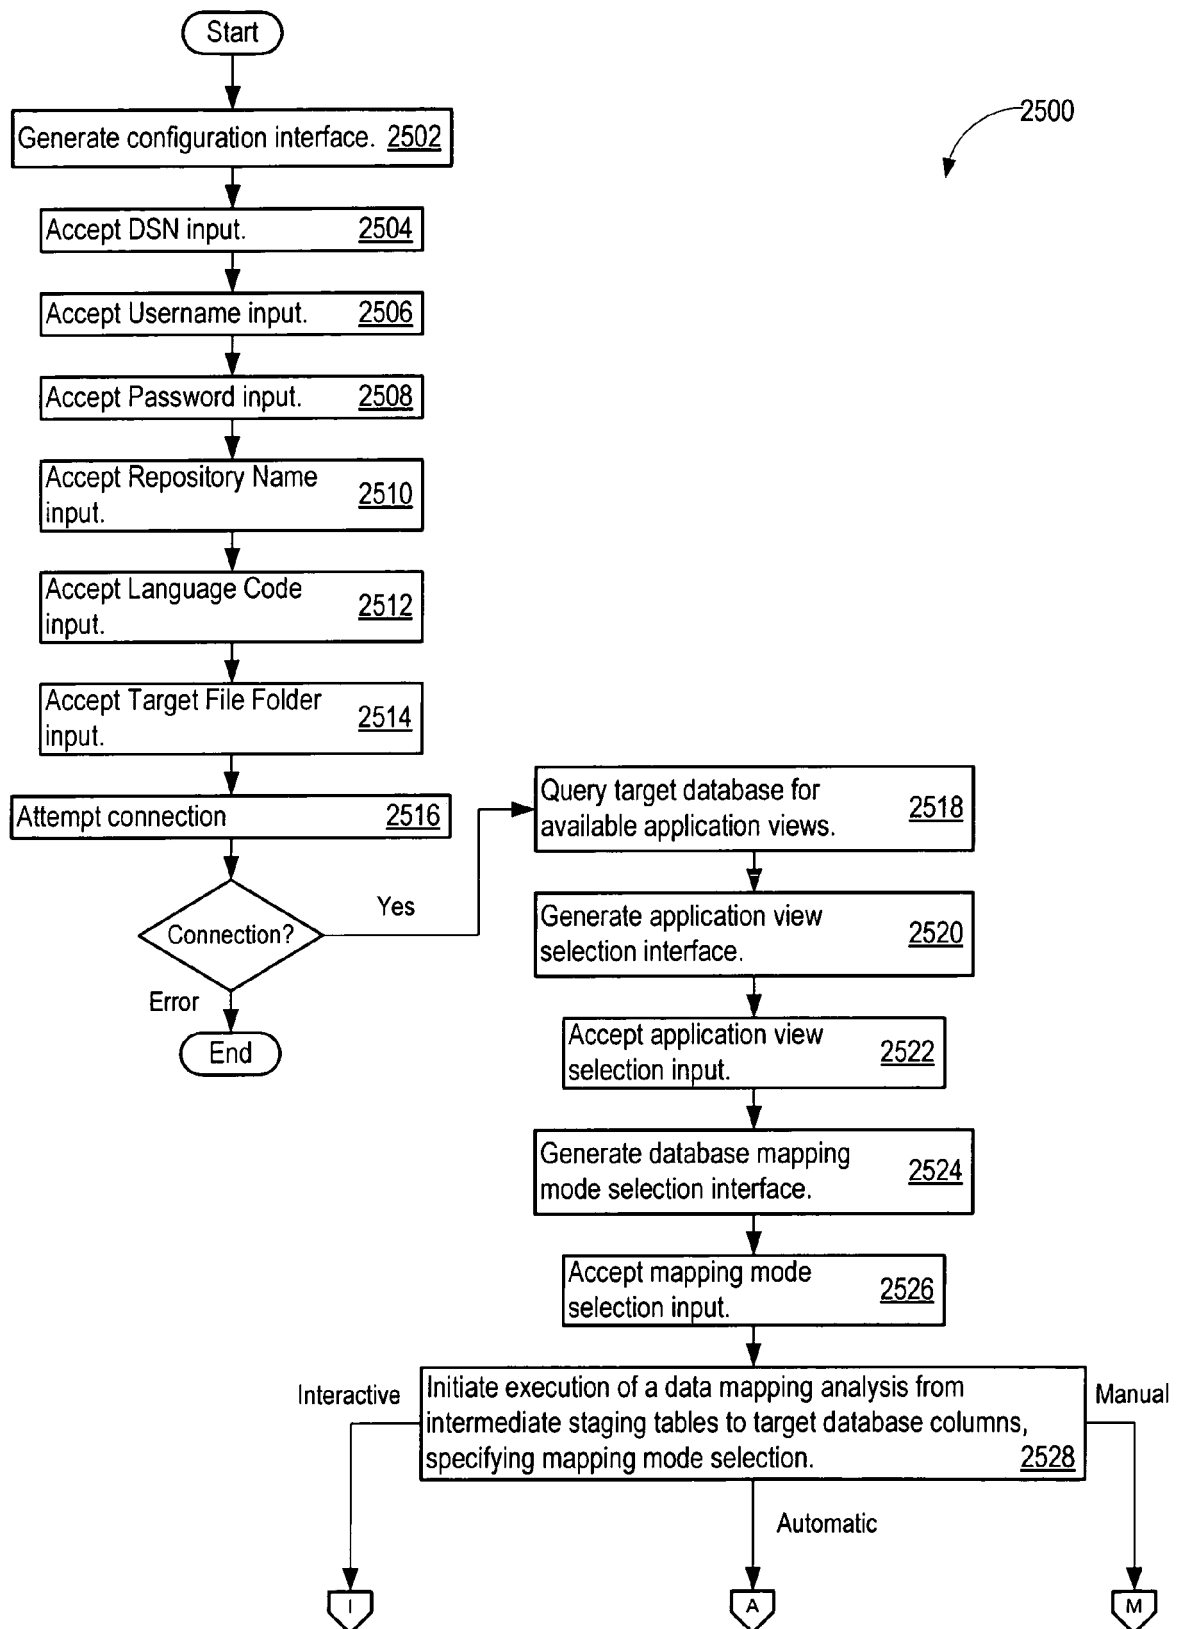 Start
2500
Generate configuration interface. 2502
Accept DSN input. 2504
Accept Username input. 2506
Accept Password input. 2508
Accept Repository Name
input.
2510
Accept Language Code
input.
2512
Accept Target File Folder
input.
2514
Attempt connection 2516
Connection?
Yes
Error
End
Query target database for
available application views.
2518
Generate application view
selection interface.
2520
Accept application view
selection input.
2522
Generate database mapping
mode selection interface.
2524
Accept mapping mode
selection input.
2526
Interactive
Initiate execution of a data mapping analysis from
intermediate staging tables to target database columns,
specifying mapping mode selection. 2528
Manual
Automatic
I
A
M